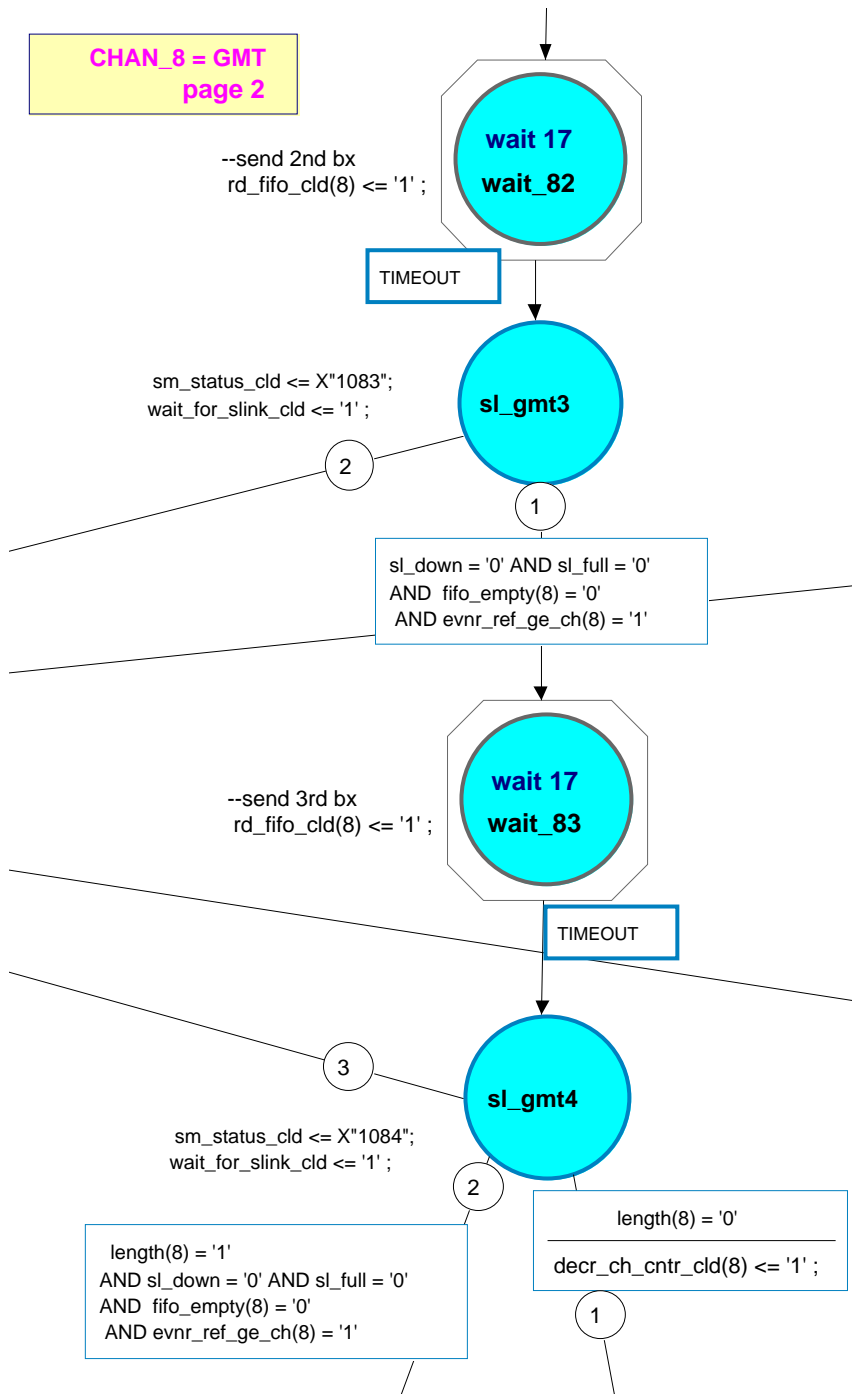 CHAN_8 = GMT
page 2
wait 17
wait_82
--send 2nd bx
rd_fifo_cld(8) <= '1' ;
TIMEOUT
sm_status_cld <= X"1083";
wait_for_slink_cld <= '1' ;
sl_gmt3
2
1
sl_down = '0' AND sl_full = '0'
AND  fifo_empty(8) = '0'
AND evnr_ref_ge_ch(8) = '1'
wait 17
wait_83
--send 3rd bx
rd_fifo_cld(8) <= '1' ;
TIMEOUT
3
sl_gmt4
sm_status_cld <= X"1084";
wait_for_slink_cld <= '1' ;
2
length(8) = '1'
AND sl_down = '0' AND sl_full = '0'
AND  fifo_empty(8) = '0'
AND evnr_ref_ge_ch(8) = '1'
length(8) = '0'
decr_ch_cntr_cld(8) <= '1' ;
1